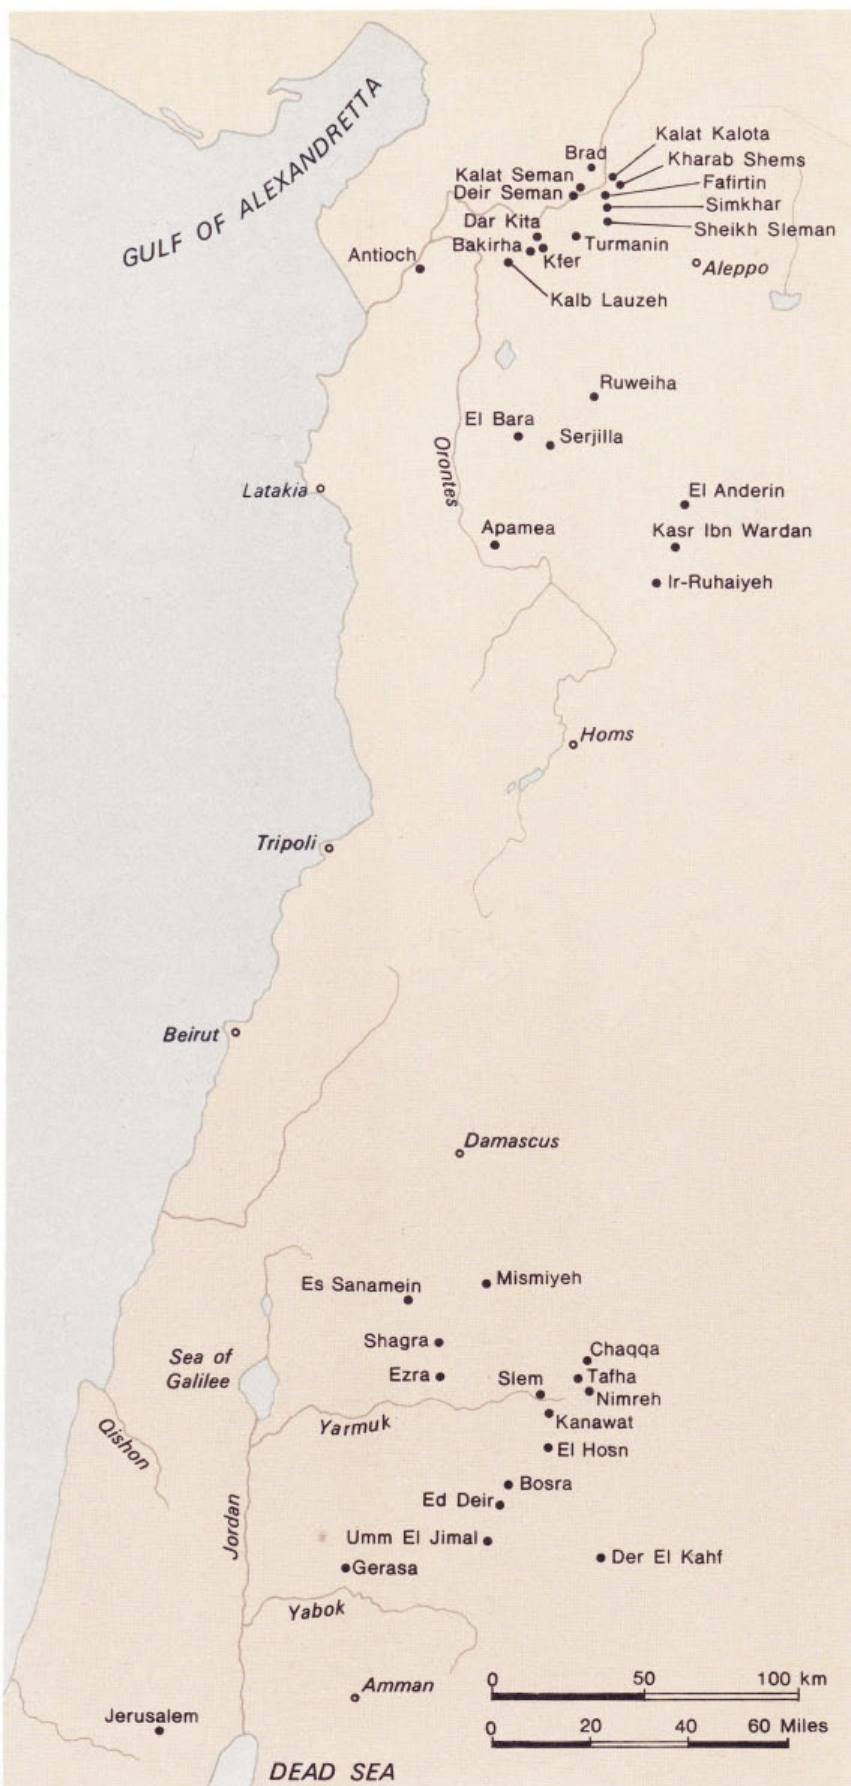 GULF OF ALEXANDRETTA
Kalat Kalota
Brad
Kharab Shems
Kalat Seman
Fafirtin
Deir Seman
Simkhar
Dar Kita
Sheikh Sleman
Turmanin
Bakirha
Kfer
Antioch
Aleppo
Kalb Lauzeh
Ruweiha
El Bara
Serjilla
Orontes
Latakia
El Anderin
Apamea
Kasr Ibn Wardan
Ir-Ruhaiyeh
Homs
Tripoli
Beirut
Damascus
Mismiyeh
Es Sanamein
Shagra
Chaqqa
Sea of
Galilee
Ezra
Slem
Tafha
Nimreh
Yarmuk
Kanawat
Qishon
El Hosn
Bosra
Ed Deir
Jordan
Umm El Jimal
Der El Kahf
Gerasa
Yabok
Amman
0 50 100 km
Jerusalem
0 20 40 60 Miles
DEAD SEA